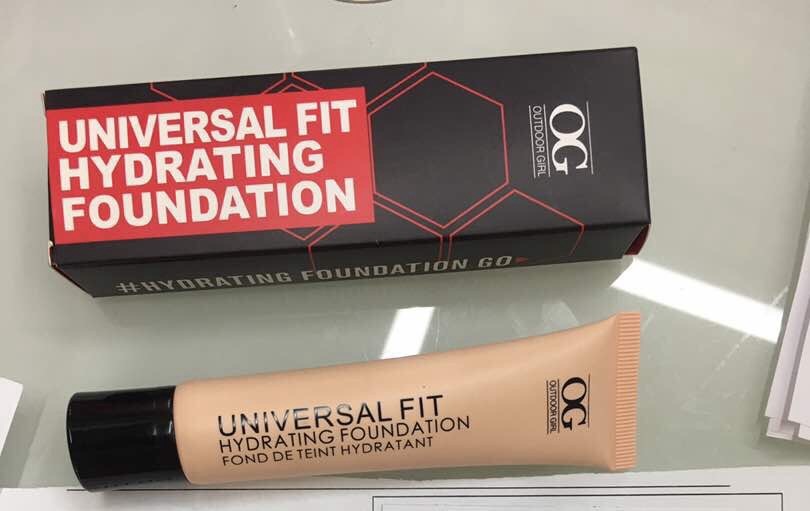 UNIVERSAL FIT
HYDRATING
FOUNDATION
OG
OUTDOOR GIRL
#HYDRATING FOUNDATION GO
UNIVERSAL FIT
HYDRATING FOUNDATION
FOND DE TEINT HYDRATANT
OG
OUTDOOR GIRL